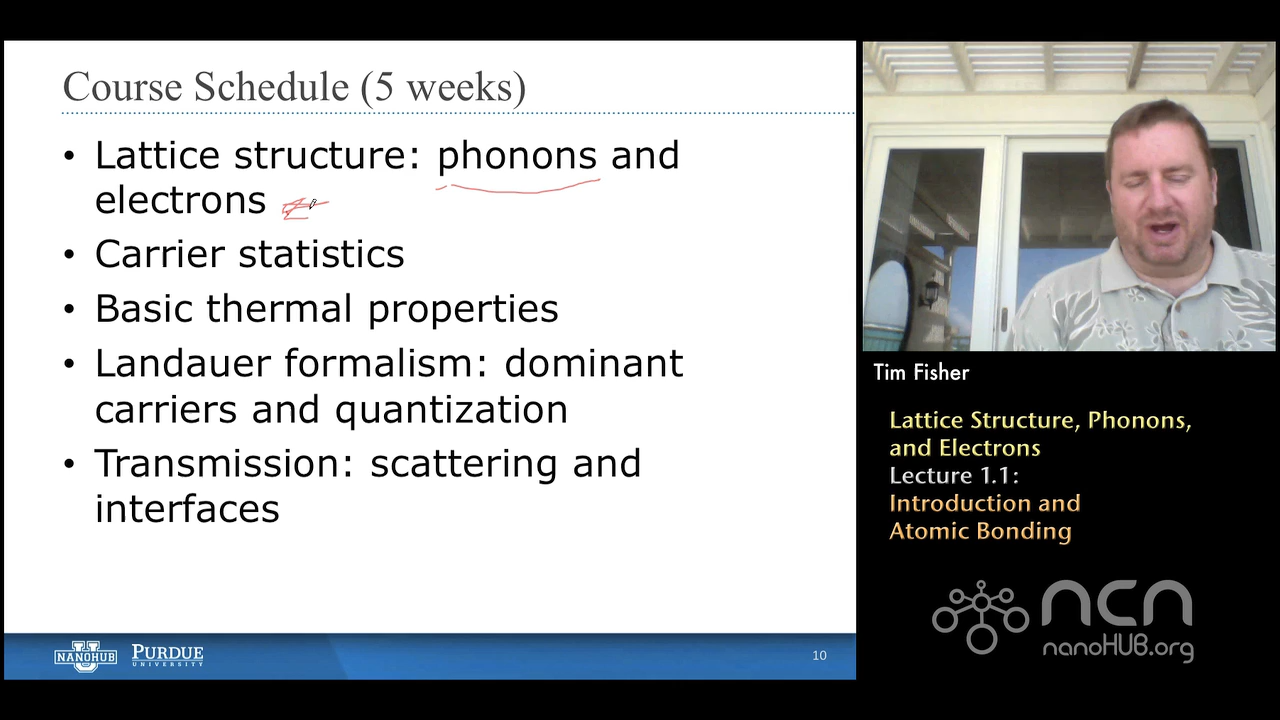 Course Schedule (5 weeks)
• Lattice structure: phonons and
electrons
• Carrier statistics
• Basic thermal properties
• Landauer formalism: dominant
carriers and quantization
• Transmission: scattering and
interfaces
NANOHUB
PURDUE
UNIVERSITY
10
Tim Fisher
Lattice Structure, Phonons,
and Electrons
Lecture 1.1:
Introduction and
Atomic Bonding
ncn
nanoHUB.org